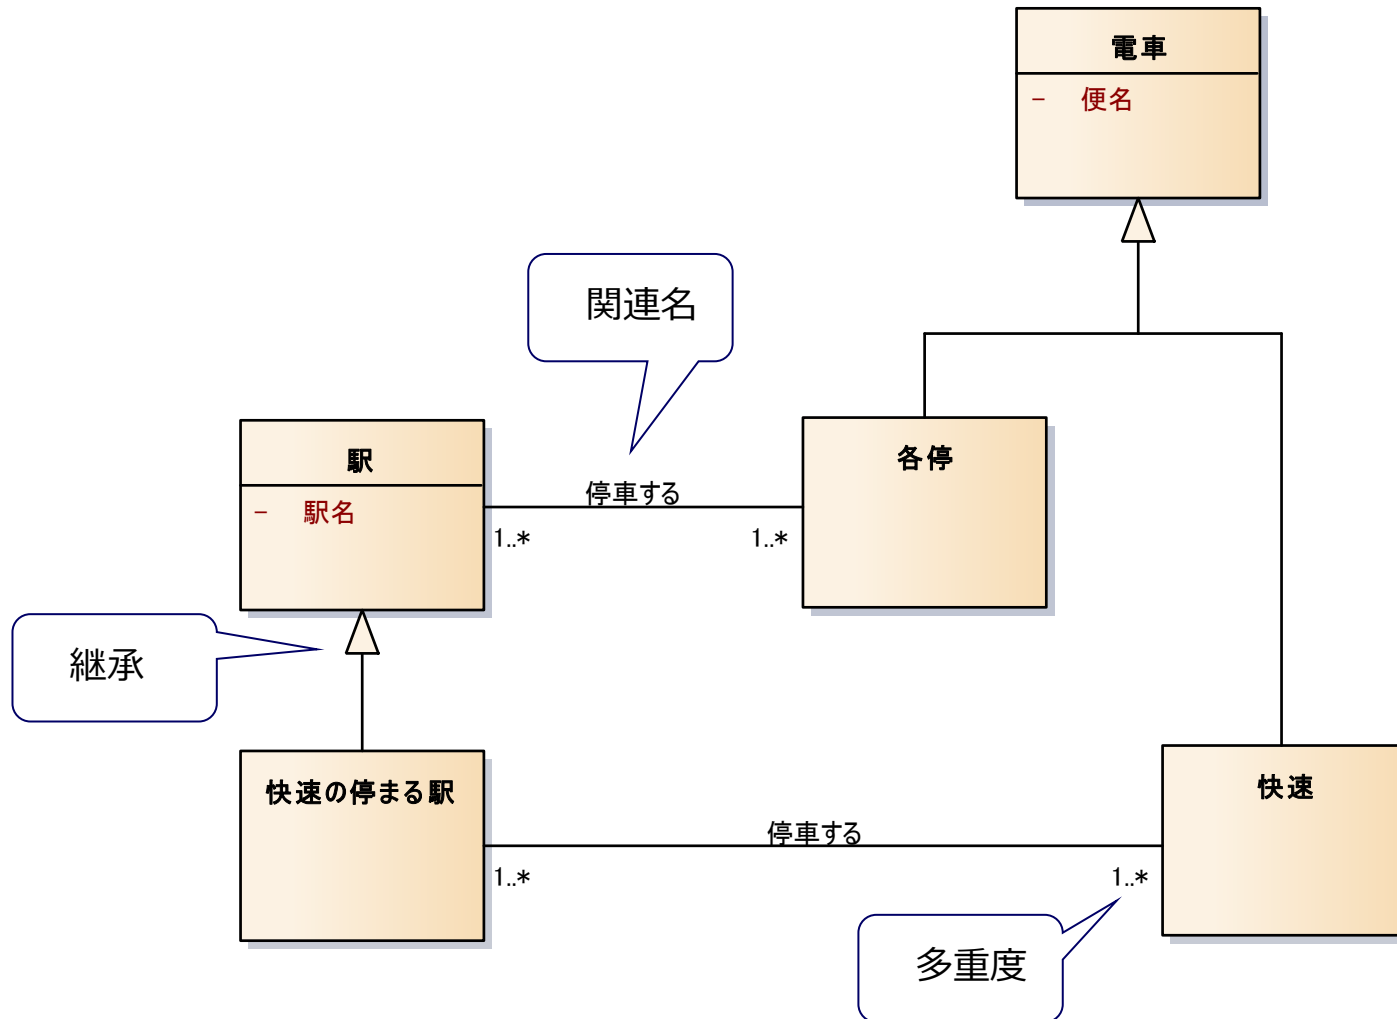 電車
- 便名
関連名
駅
- 駅名
停車する
1..*
1..*
各停
継承
快速の停まる駅
停車する
1..*
1..*
快速
多重度